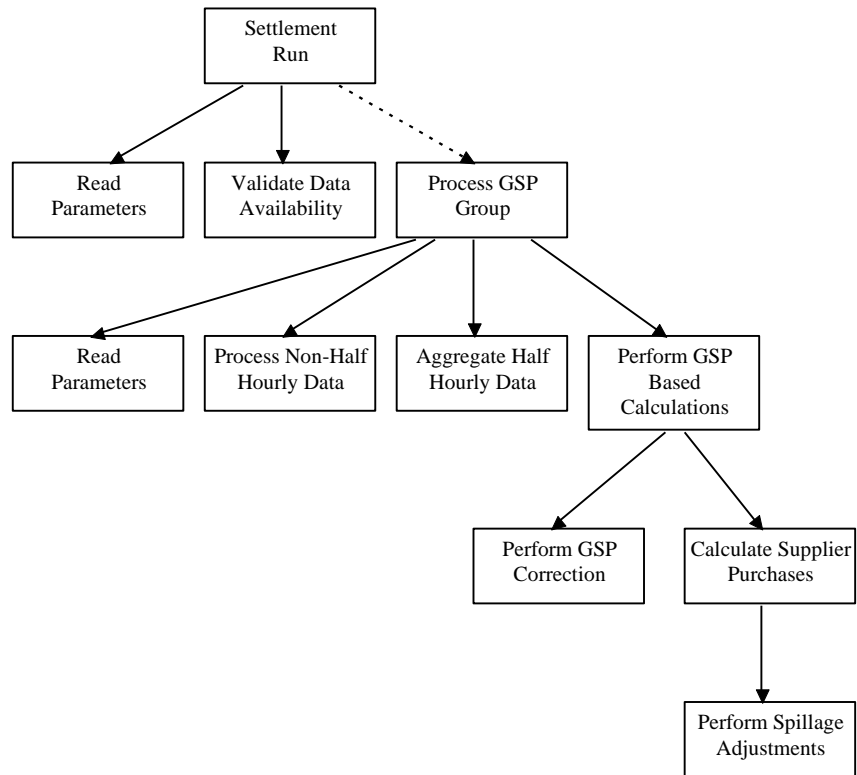 Settlement
Run
Read
Parameters
Validate Data
Availability
Process GSP
Group
Read
Parameters
Process Non-Half
Hourly Data
Aggregate Half
Hourly Data
Perform GSP
Based
Calculations
Perform GSP
Correction
Calculate Supplier
Purchases
Perform Spillage
Adjustments